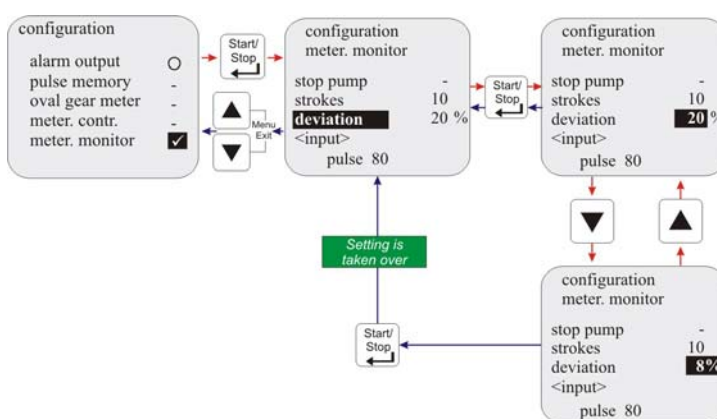 configuration
alarm output
pulse memory -
oval gear meter -
meter. contr. -
meter. monitor
Start/
Stop
Menu
Exit
configuration
meter. monitor
stop pump -
strokes 10
deviation 20 %
<input>
pulse 80
Start/
Stop
configuration
meter. monitor
stop pump -
strokes 10
deviation 20 %
<input>
pulse 80
Setting is
taken over
Start/
Stop
configuration
meter. monitor
stop pump -
strokes 10
deviation 8%
<input>
pulse 80